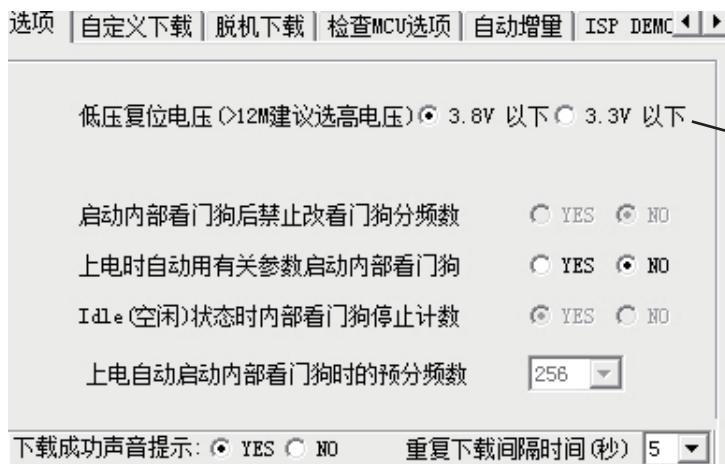 选项 自定义下载 脱机下载 检查MCU选项 自动增量 ISP DEMO
低压复位电压(>12M建议选高电压) 3.8V 以下 3.3V 以下
启动内部看门狗后禁止改看门狗分频数 YES NO
上电时自动用有关参数启动内部看门狗 YES NO
Idle(空闲)状态时内部看门狗停止计数 YES NO
上电自动启动内部看门狗时的预分频数 256
下载成功声音提示: YES NO 重复下载间隔时间(秒) 5